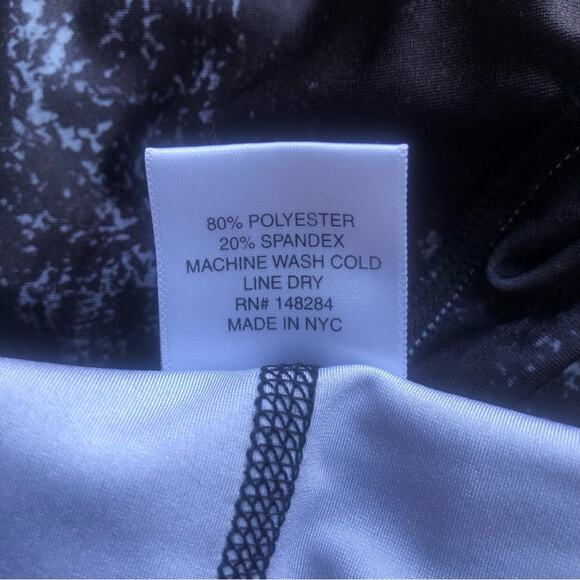 80% POLYESTER
20% SPANDEX
MACHINE WASH COLD
LINE DRY
RN# 148284
MADE IN NYC